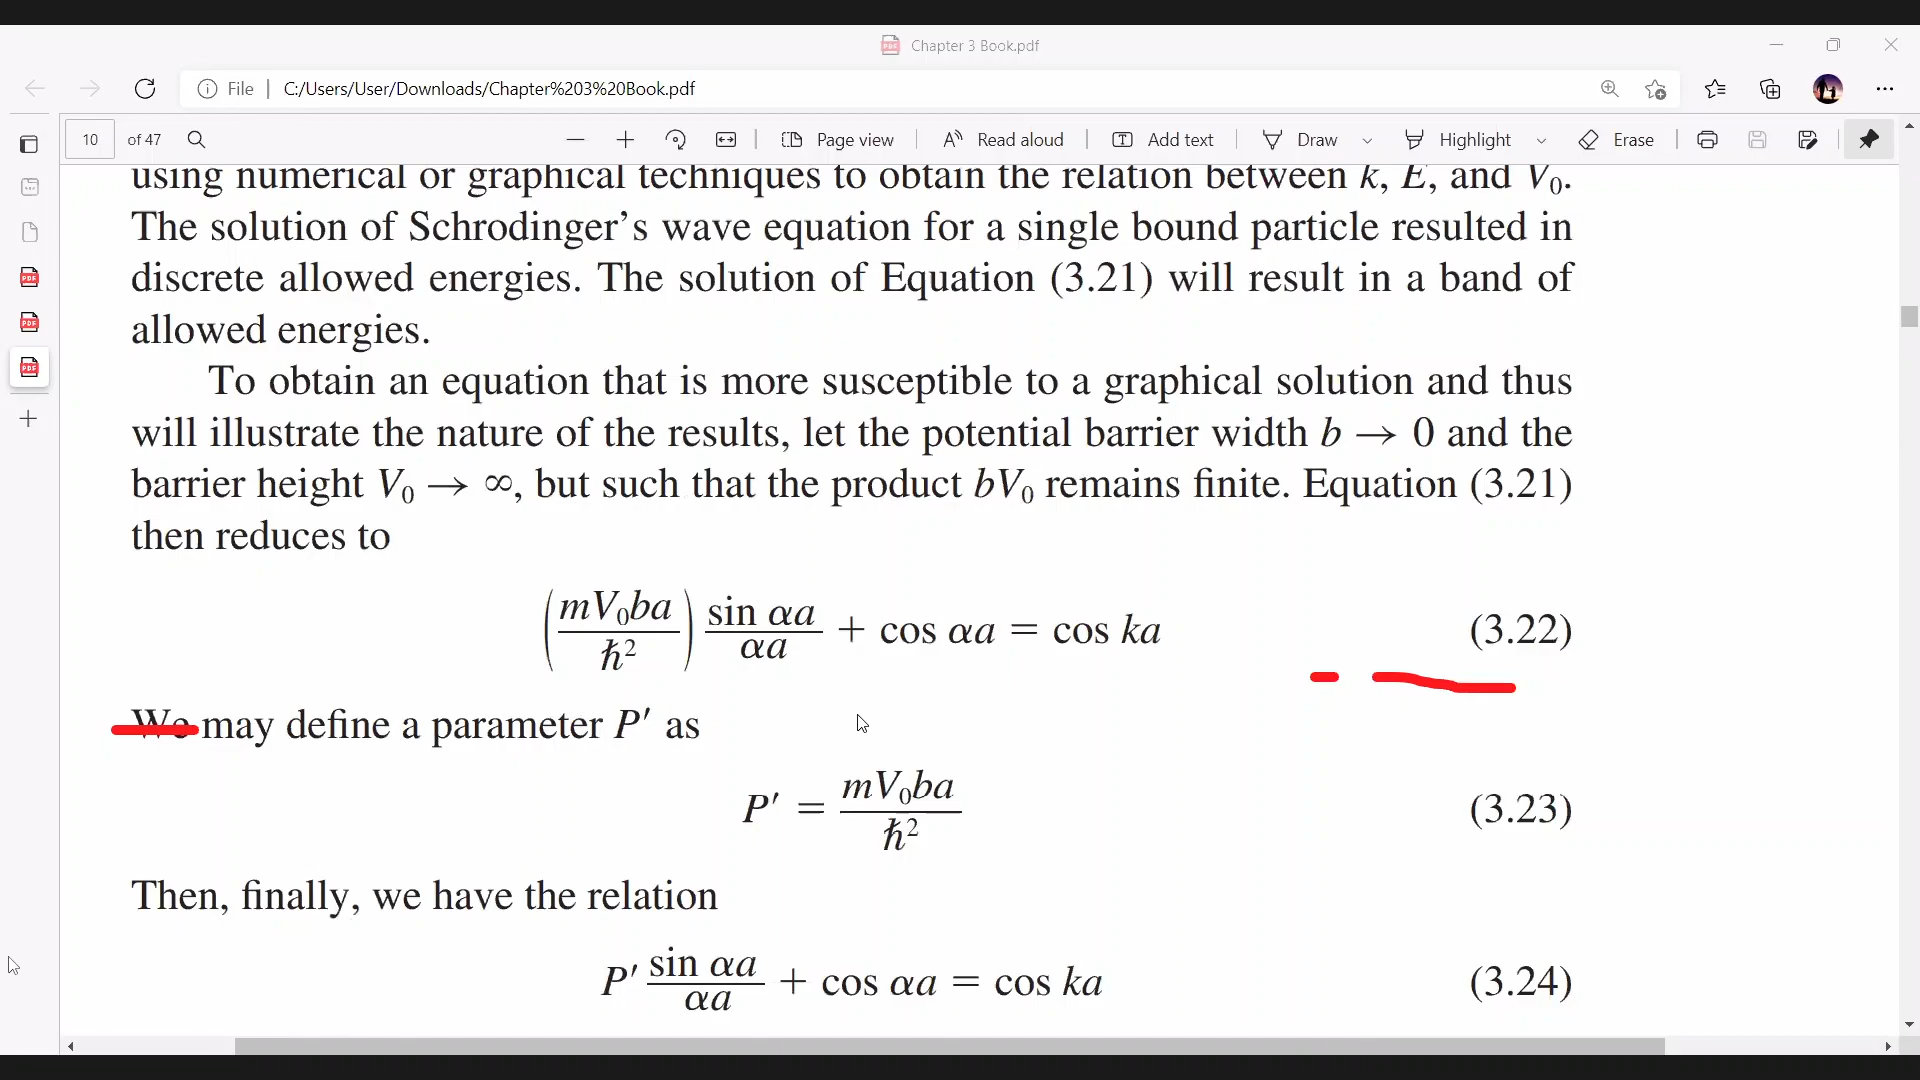 Chapter 3 Book.pdf
File | C:/Users/User/Downloads/Chapter%203%20Book.pdf
10 of 47 Page view Read aloud Add text Draw Highlight Erase
using numerical or graphical techniques to obtain the relation between k, E, and V₀.
The solution of Schrodinger’s wave equation for a single bound particle resulted in
discrete allowed energies. The solution of Equation (3.21) will result in a band of
allowed energies.
To obtain an equation that is more susceptible to a graphical solution and thus
will illustrate the nature of the results, let the potential barrier width b → 0 and the
barrier height V₀ → ∞, but such that the product bV₀ remains finite. Equation (3.21)
then reduces to
(mV₀ba/ħ²) sin αa/αa + cos αa = cos ka (3.22)
We may define a parameter P′ as
P′ = mV₀ba/ħ² (3.23)
Then, finally, we have the relation
P′ sin αa/αa + cos αa = cos ka (3.24)